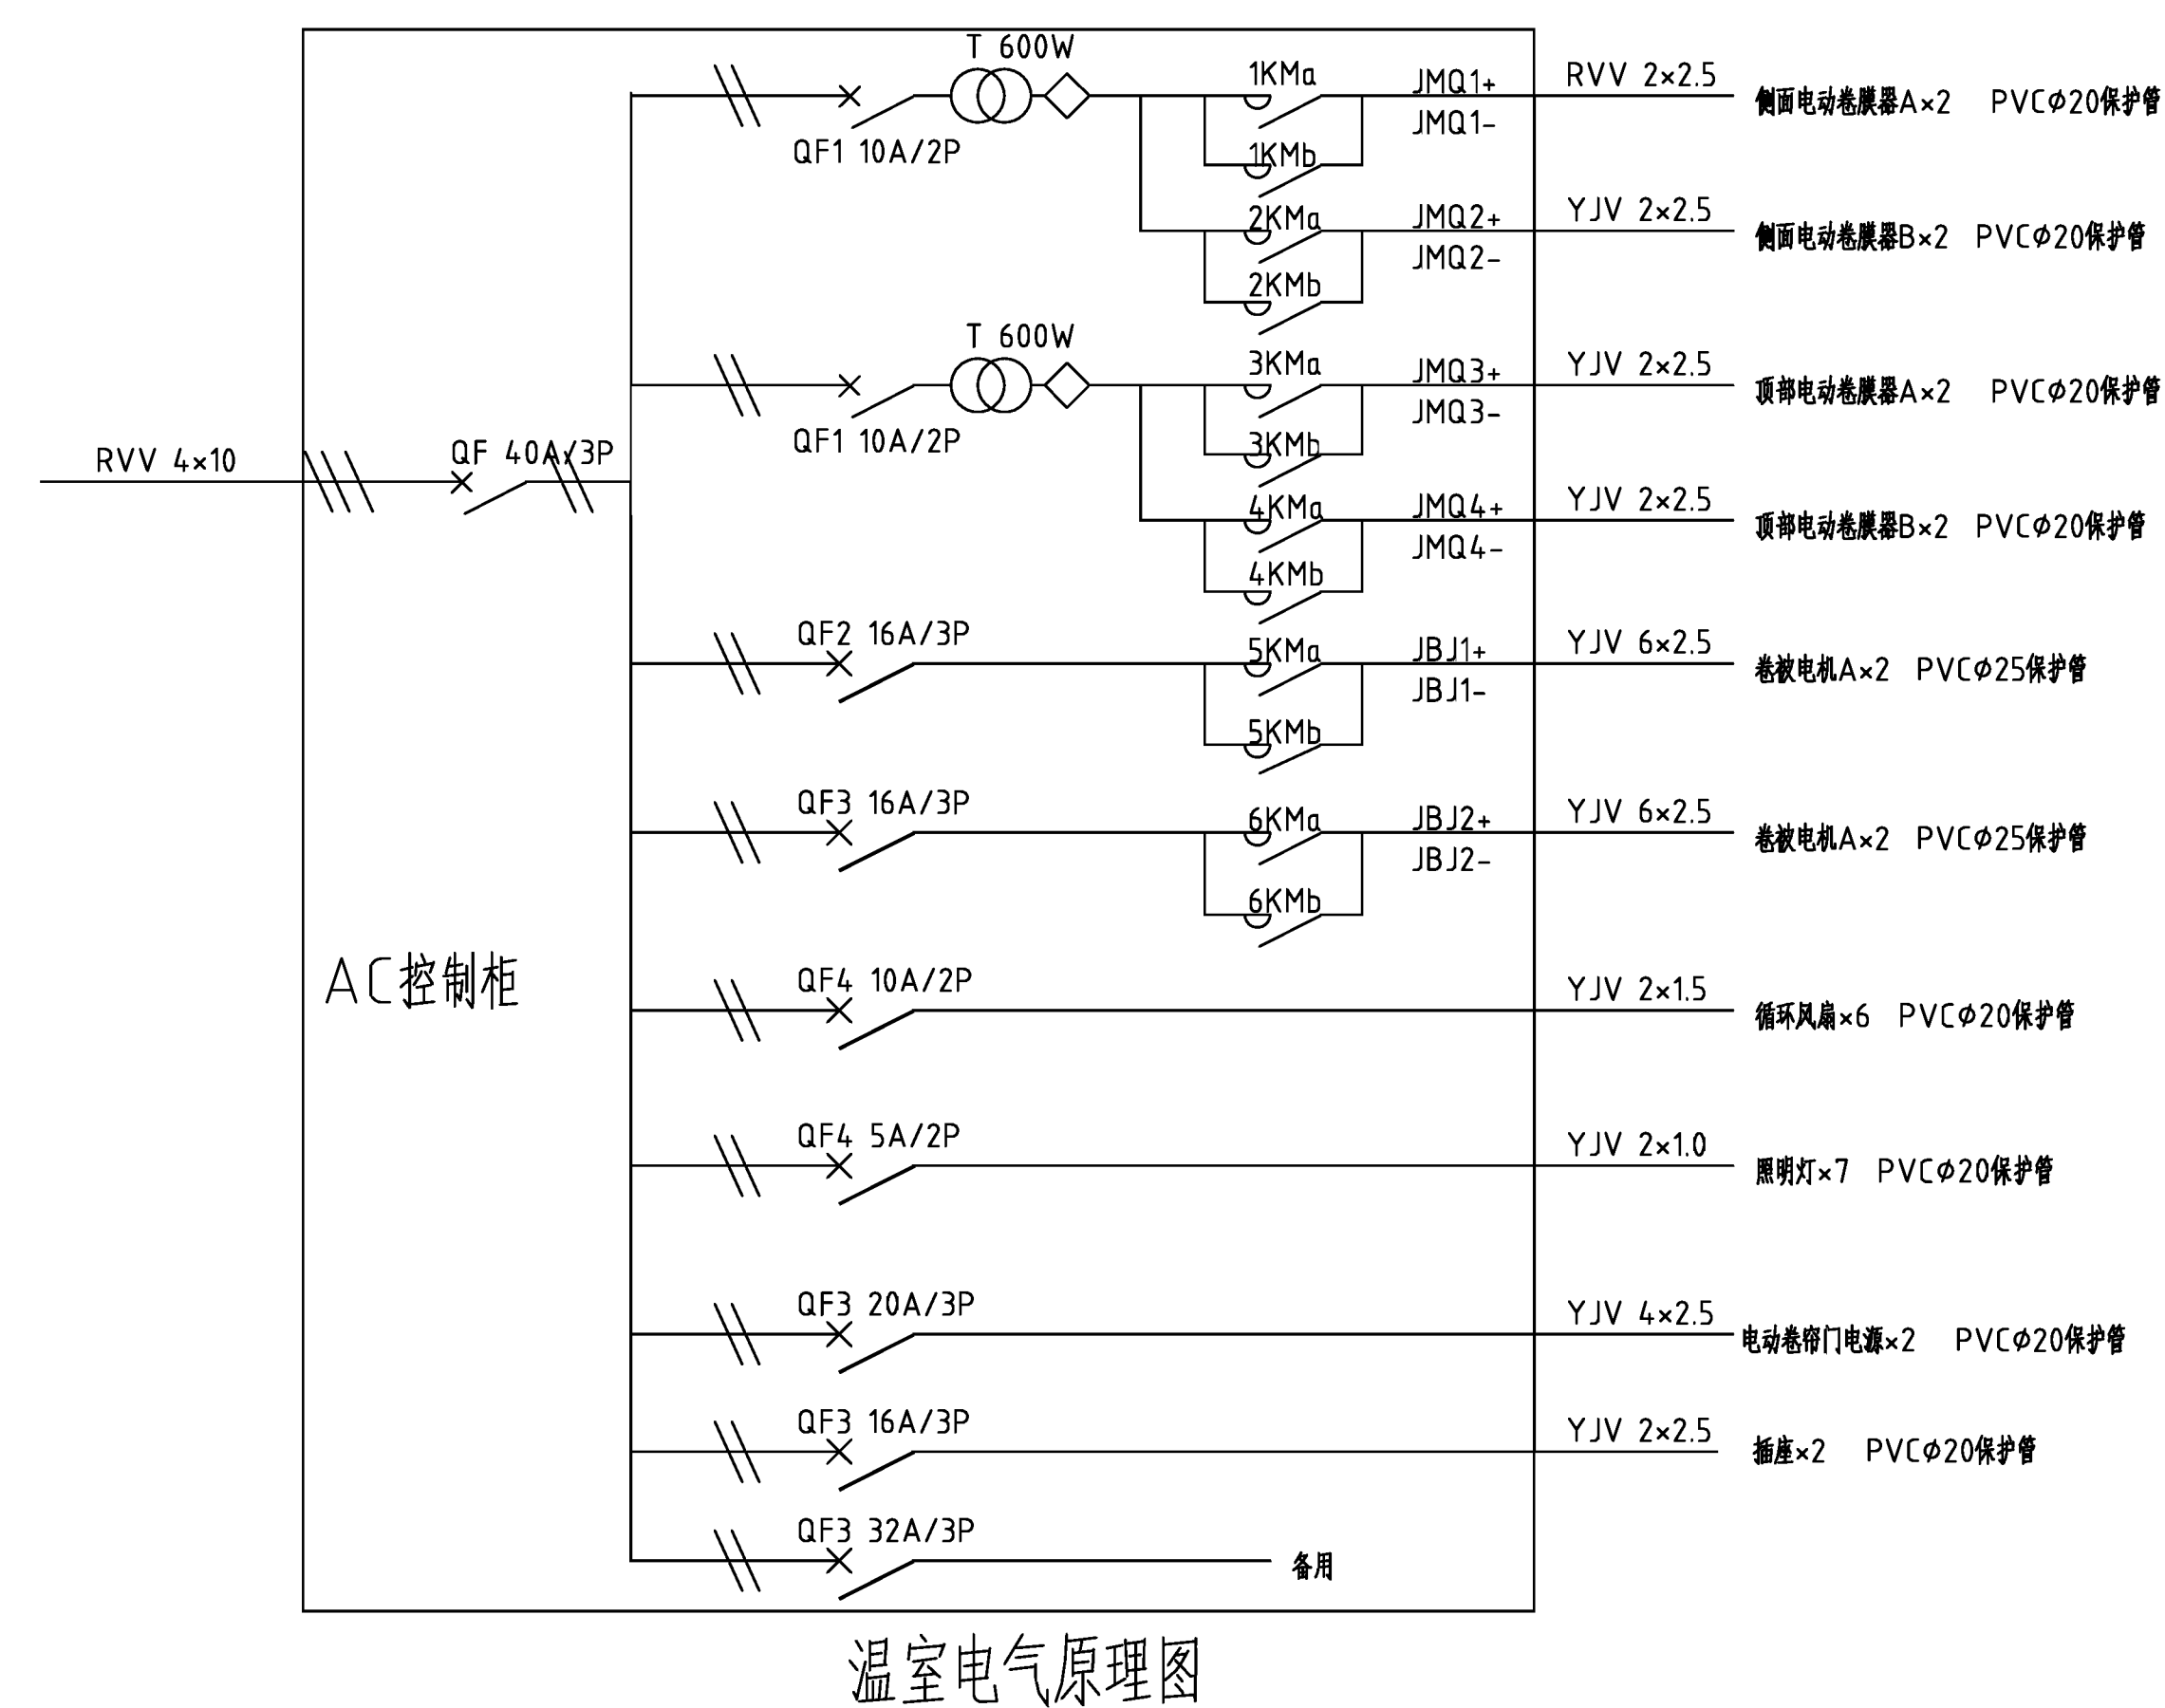 T 600W
1KMa
JMQ1+
RVV 2×2.5
侧面电动卷膜器A×2 PVCφ20保护管
JMQ1-
QF1 10A/2P
1KMb
2KMa
JMQ2+
YJV 2×2.5
侧面电动卷膜器B×2 PVCφ20保护管
JMQ2-
2KMb
T 600W
3KMa
JMQ3+
YJV 2×2.5
顶部电动卷膜器A×2 PVCφ20保护管
JMQ3-
QF1 10A/2P
3KMb
RVV 4×10
QF 40A/3P
4KMa
JMQ4+
YJV 2×2.5
顶部电动卷膜器B×2 PVCφ20保护管
JMQ4-
4KMb
QF2 16A/3P
5KMa
JBJ1+
YJV 6×2.5
卷被电机A×2 PVCφ25保护管
JBJ1-
5KMb
QF3 16A/3P
6KMa
JBJ2+
YJV 6×2.5
卷被电机A×2 PVCφ25保护管
JBJ2-
6KMb
AC控制柜
QF4 10A/2P
YJV 2×1.5
循环风扇×6 PVCφ20保护管
QF4 5A/2P
YJV 2×1.0
照明灯×7 PVCφ20保护管
QF3 20A/3P
YJV 4×2.5
电动卷帘门电源×2 PVCφ20保护管
QF3 16A/3P
YJV 2×2.5
插座×2 PVCφ20保护管
QF3 32A/3P
备用
温室电气原理图